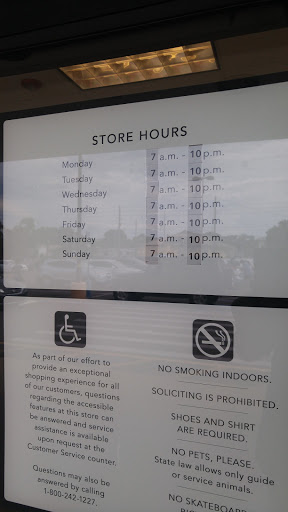 STORE HOURS
Monday 7 a.m. - 10 p.m.
Tuesday 7 a.m. - 10 p.m.
Wednesday 7 a.m. - 10 p.m.
Thursday 7 a.m. - 10 p.m.
Friday 7 a.m. - 10 p.m.
Saturday 7 a.m. - 10 p.m.
Sunday 7 a.m. - 10 p.m.
As part of our effort to
provide an exceptional
shopping experience for all
of our customers, questions
regarding the accessible
features at this store can
be answered and service
assistance is available
upon request at the
Customer Service counter.
Questions may also be
answered by calling
1-800-242-1227.
NO SMOKING INDOORS.
SOLICITING IS PROHIBITED.
SHOES AND SHIRT
ARE REQUIRED.
NO PETS, PLEASE.
State law allows only guide
or service animals.
NO SKATEBOARD